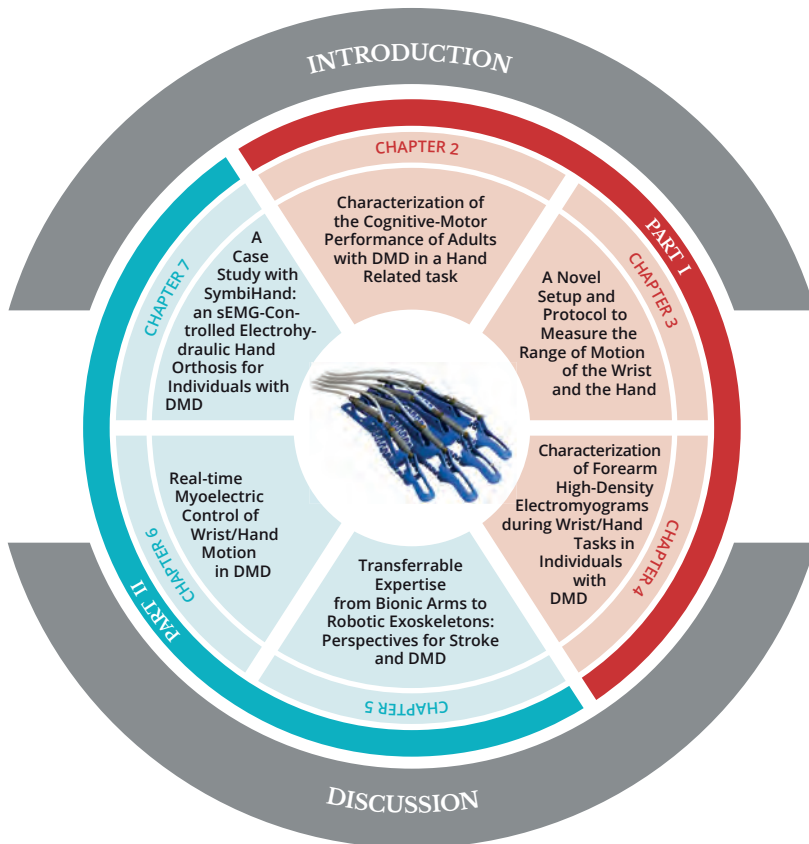 INTRODUCTION
PART I
CHAPTER 2
Characterization of
the Cognitive-Motor
Performance of Adults
with DMD in a Hand
Related task
CHAPTER 3
A Novel
Setup and
Protocol to
Measure the
Range of Motion
of the Wrist
and the Hand
CHAPTER 4
Characterization
of Forearm
High-Density
Electromyograms
during Wrist/Hand
Tasks in
Individuals
with
DMD
PART II
CHAPTER 5
Transferrable
Expertise
from Bionic Arms to
Robotic Exoskeletons:
Perspectives for Stroke
and DMD
CHAPTER 6
Real-time
Myoelectric
Control of
Wrist/Hand
Motion
in DMD
CHAPTER 7
A
Case
Study with
SymbiHand:
an sEMG-Con-
trolled Electrohy-
draulic Hand
Orthosis for
Individuals with
DMD
DISCUSSION